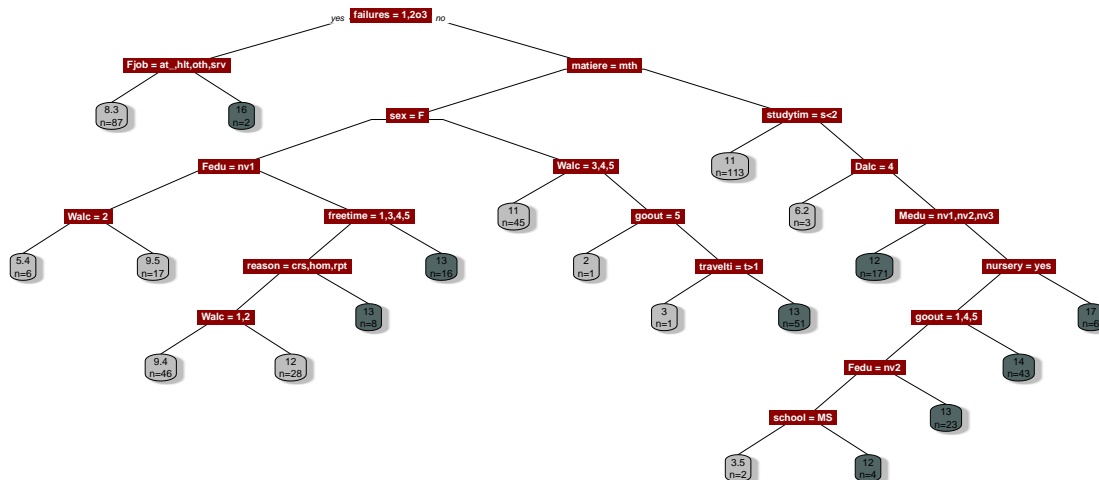 yes failures = 1,2o3 no
Fjob = at_,hlt,oth,srv
matiere = mth
8.3
n=87
16
n=2
sex = F
studytim = s<2
Fedu = nv1
Walc = 3,4,5
11
n=113
Dalc = 4
Walc = 2
freetime = 1,3,4,5
11
n=45
goout = 5
6.2
n=3
Medu = nv1,nv2,nv3
5.4
n=6
9.5
n=17
reason = crs,hom,rpt
13
n=16
2
n=1
travelti = t>1
12
n=171
nursery = yes
Walc = 1,2
13
n=8
3
n=1
13
n=51
goout = 1,4,5
17
n=6
9.4
n=46
12
n=28
Fedu = nv2
14
n=43
school = MS
13
n=23
3.5
n=2
12
n=4